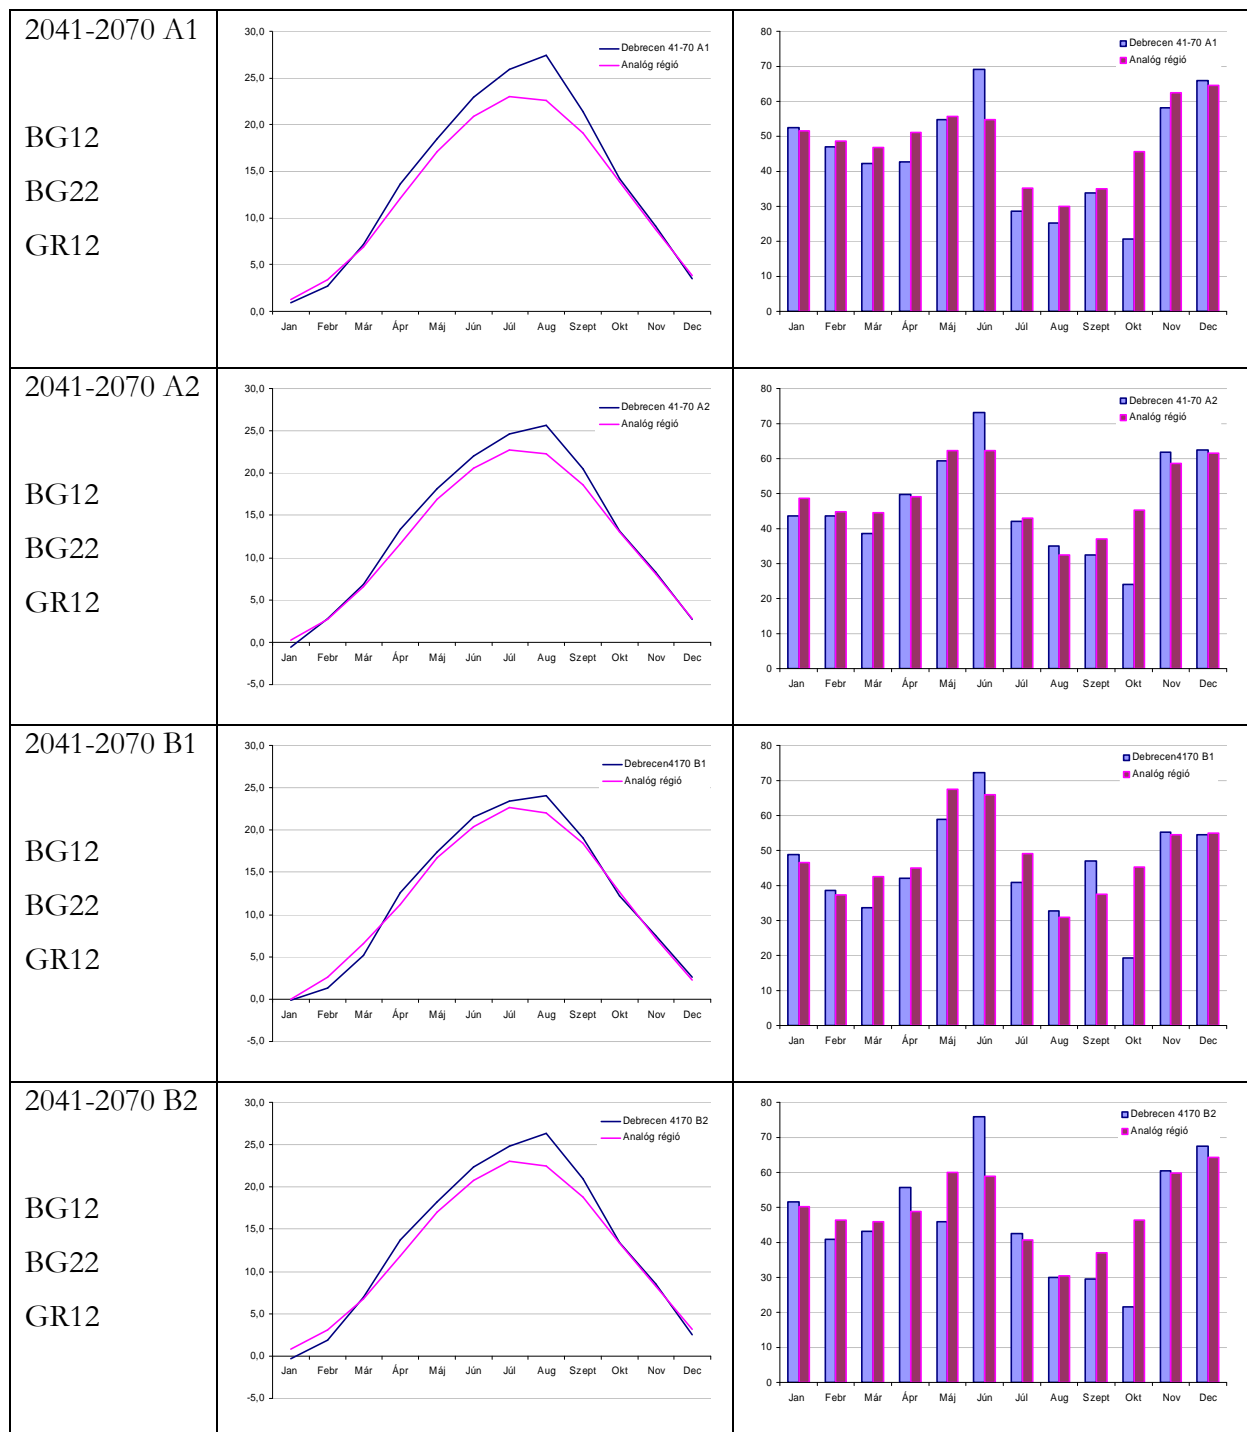 2041-2070 A1
BG12
BG22
GR12
30,0
25,0
20,0
15,0
10,0
5,0
0,0
Jan Febr Már Ápr Máj Jún Júl Aug Szept Okt Nov Dec
Debrecen 41-70 A1
Analóg régió
80
70
60
50
40
30
20
10
0
Jan Febr Már Ápr Máj Jún Júl Aug Szept Okt Nov Dec
Debrecen 41-70 A1
Analóg régió
2041-2070 A2
BG12
BG22
GR12
30,0
25,0
20,0
15,0
10,0
5,0
0,0
-5,0
Jan Febr Már Ápr Máj Jún Júl Aug Szept Okt Nov Dec
Debrecen 41-70 A2
Analóg régió
80
70
60
50
40
30
20
10
0
Jan Febr Már Ápr Máj Jún Júl Aug Szept Okt Nov Dec
Debrecen 41-70 A2
Analóg régió
2041-2070 B1
BG12
BG22
GR12
30,0
25,0
20,0
15,0
10,0
5,0
0,0
-5,0
Jan Febr Már Ápr Máj Jún Júl Aug Szept Okt Nov Dec
Debrecen4170 B1
Analóg régió
80
70
60
50
40
30
20
10
0
Jan Febr Már Ápr Máj Jún Júl Aug Szept Okt Nov Dec
Debrecen 4170 B1
Analóg régió
2041-2070 B2
BG12
BG22
GR12
30,0
25,0
20,0
15,0
10,0
5,0
0,0
-5,0
Jan Febr Már Ápr Máj Jún Júl Aug Szept Okt Nov Dec
Debrecen 4170 B2
Analóg régió
80
70
60
50
40
30
20
10
0
Jan Febr Már Ápr Máj Jún Júl Aug Szept Okt Nov Dec
Debrecen 4170 B2
Analóg régió